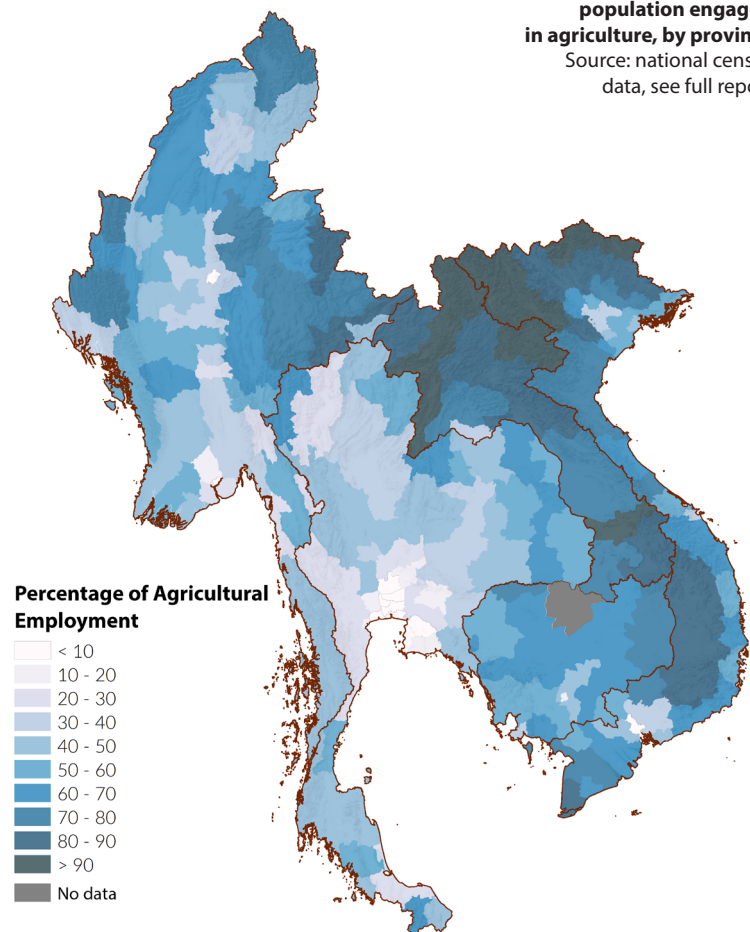 population engag
in agriculture, by provin
Source: national cens
data, see full repo
Percentage of Agricultural
Employment
< 10
10 - 20
20 - 30
30 - 40
40 - 50
50 - 60
60 - 70
70 - 80
80 - 90
> 90
No data